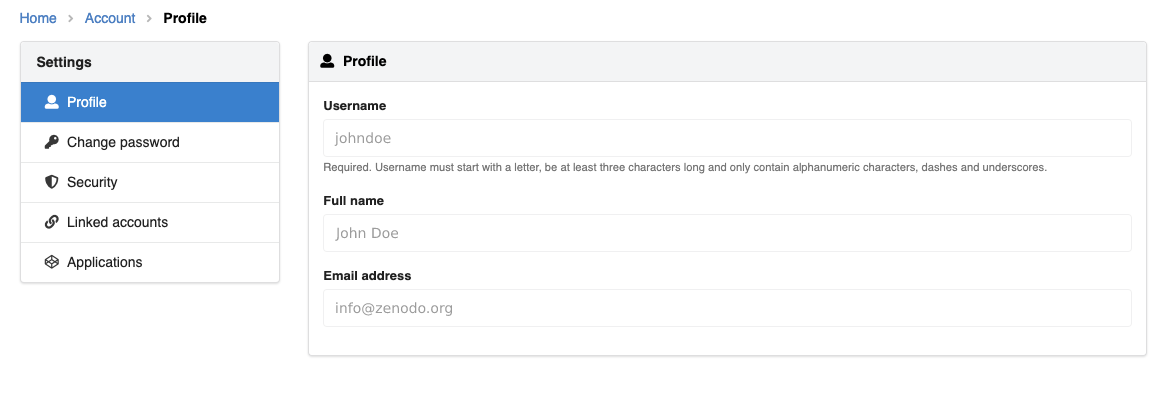 Home > Account > Profile
Settings
Profile
Change password
Security
Linked accounts
Applications
Profile
Username
johndoe
Required. Username must start with a letter, be at least three characters long and only contain alphanumeric characters, dashes and underscores.
Full name
John Doe
Email address
info@zenodo.org